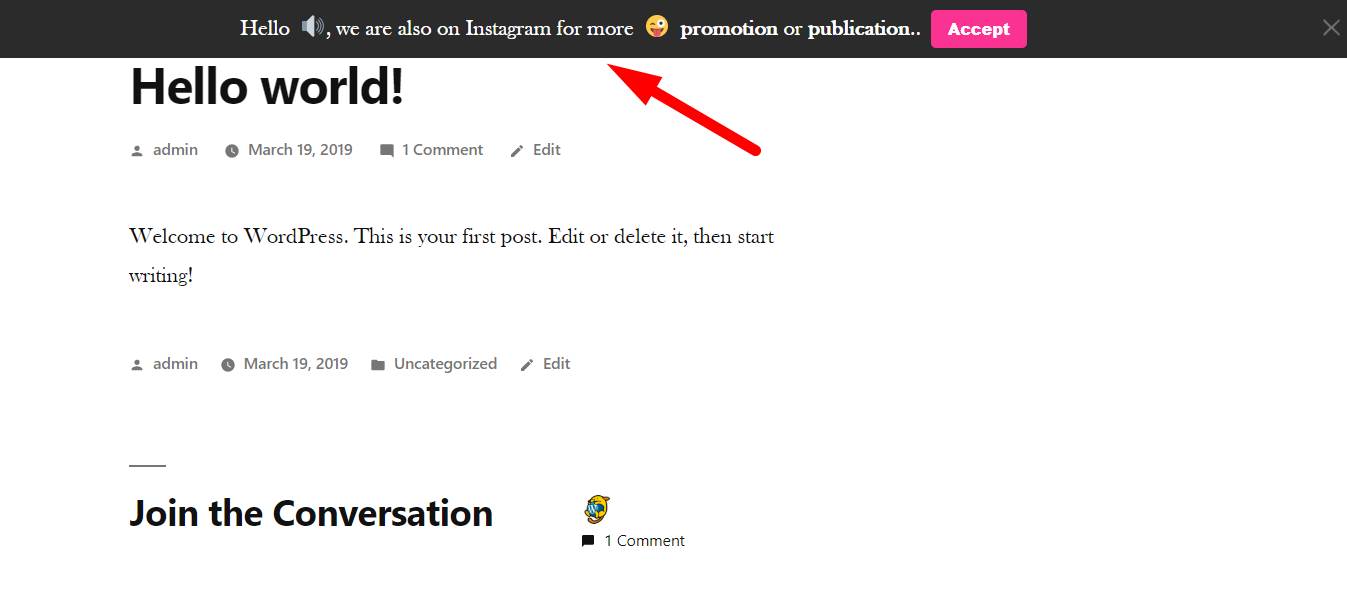 Hello 🔊, we are also on Instagram for more 😜 promotion or publication.. Accept
Hello world!
admin March 19, 2019 1 Comment Edit
Welcome to WordPress. This is your first post. Edit or delete it, then start
writing!
admin March 19, 2019 Uncategorized Edit
Join the Conversation
1 Comment